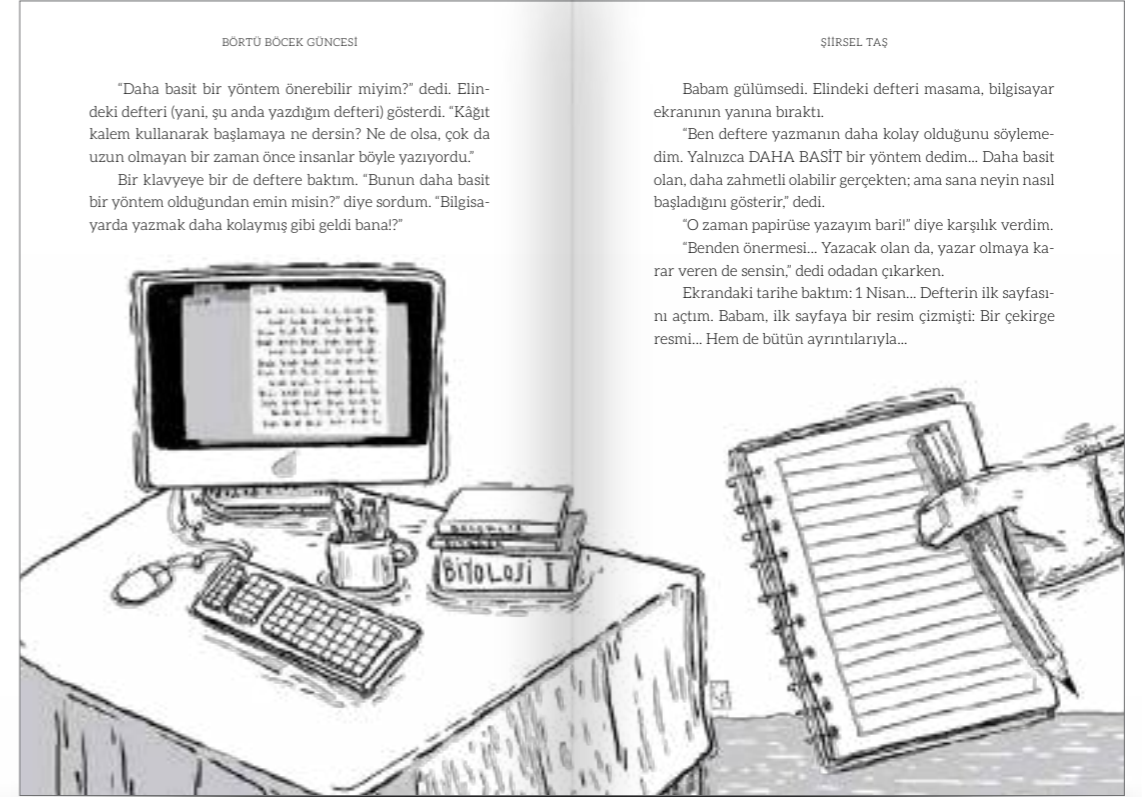 BÖRTÜ BÖCEK GÜNCESİ
“Daha basit bir yöntem önerebilir miyim?” dedi. Elin-
deki defteri (yani, şu anda yazdığım defteri) gösterdi. “Kâğıt
kalem kullanarak başlamaya ne dersin? Ne de olsa, çok da
uzun olmayan bir zaman önce insanlar böyle yazıyordu.”
Bir klavyeye bir de deftere baktım. “Bunun daha basit
bir yöntem olduğundan emin misin?” diye sordum. “Bilgisa-
yarda yazmak daha kolaymış gibi geldi bana!?”
BİYOLOJİ I
ŞİİRSEL TAŞ
Babam gülümsedi. Elindeki defteri masama, bilgisayar
ekranının yanına bıraktı.
“Ben deftere yazmanın daha kolay olduğunu söyleme-
dim. Yalnızca DAHA BASİT bir yöntem dedim... Daha basit
olan, daha zahmetli olabilir gerçekten; ama sana neyin nasıl
başladığını gösterir,” dedi.
“O zaman papirüse yazayım bari!” diye karşılık verdim.
“Benden önermesi... Yazacak olan da, yazar olmaya ka-
rar veren de sensin,” dedi odadan çıkarken.
Ekrandaki tarihe baktım: 1 Nisan... Defterin ilk sayfası-
nı açtım. Babam, ilk sayfaya bir resim çizmişti: Bir çekirge
resmi... Hem de bütün ayrıntılarıyla...